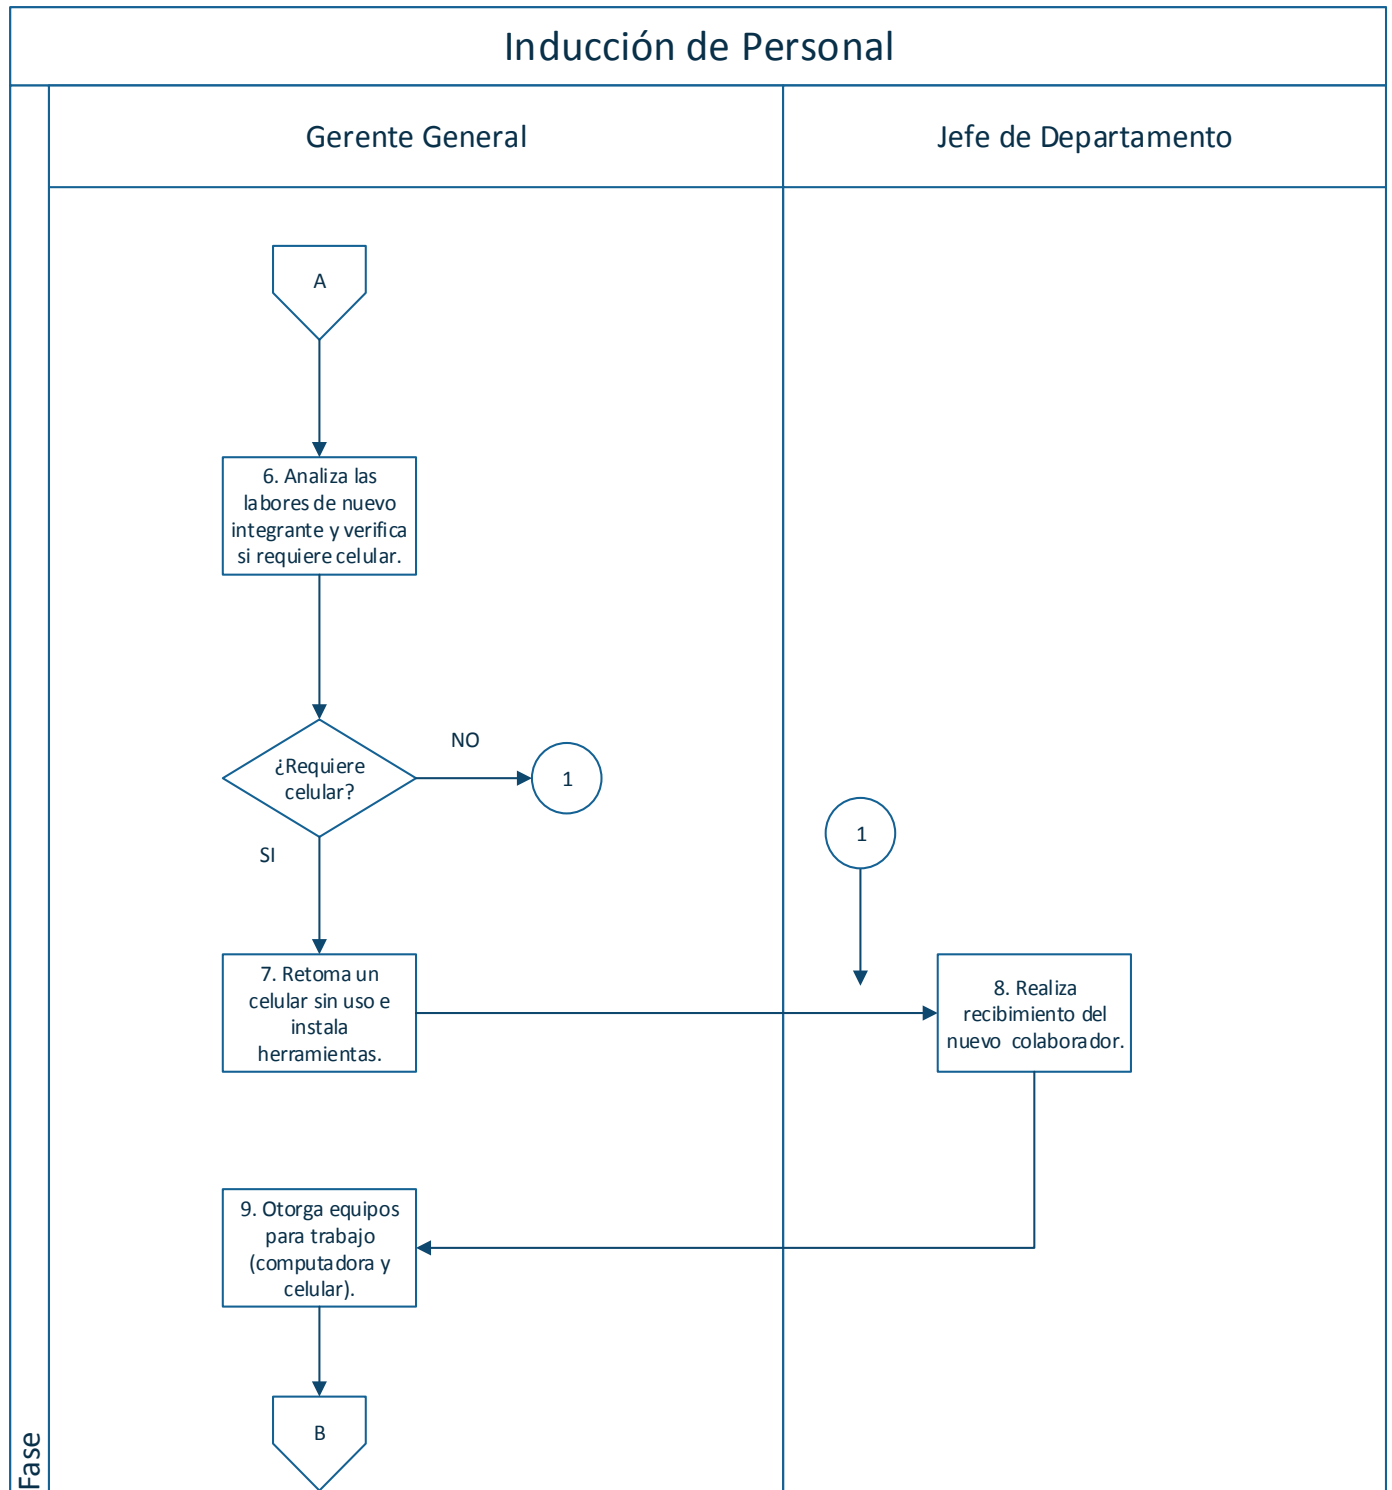 Inducción de Personal
Gerente General
Jefe de Departamento
A
6. Analiza las
labores de nuevo
integrante y verifica
si requiere celular.
¿Requiere
celular?
NO
1
SI
1
7. Retoma un
celular sin uso e
instala
herramientas.
8. Realiza
recibimiento del
nuevo colaborador.
9. Otorga equipos
para trabajo
(computadora y
celular).
B
Fase